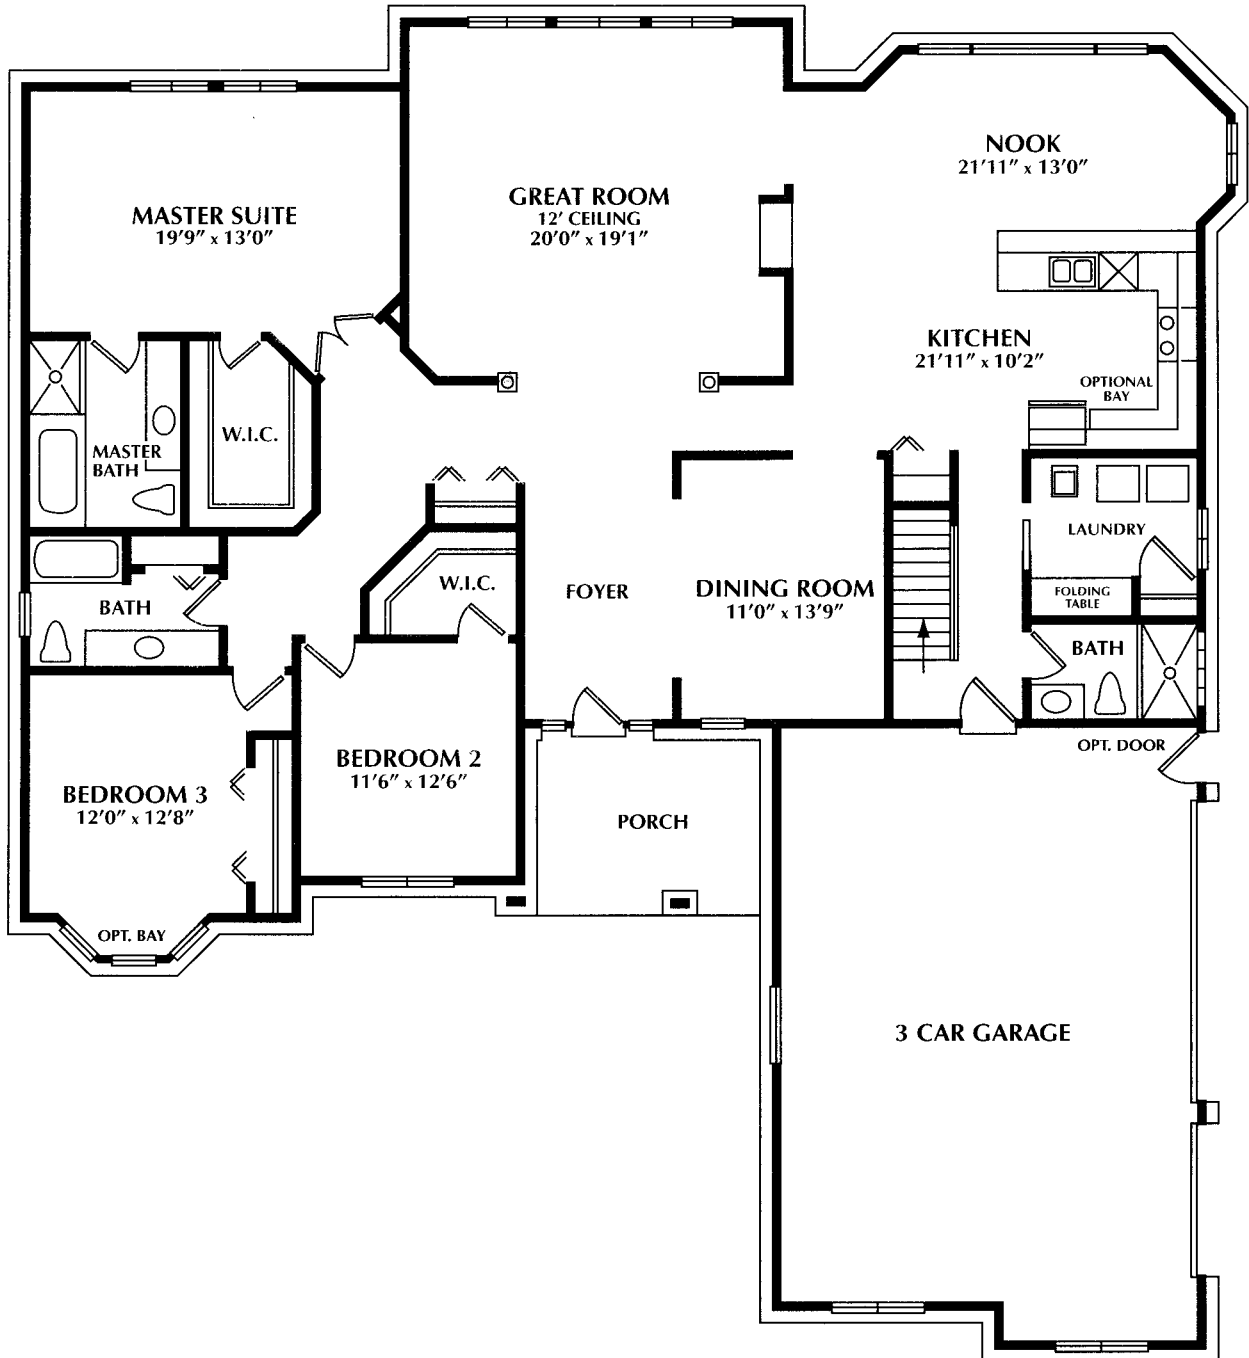 NOOK
21'11" x 13'0"
GREAT ROOM
12' CEILING
20'0" x 19'1"
MASTER SUITE
19'9" x 13'0"
KITCHEN
21'11" x 10'2"
OPTIONAL
BAY
W.I.C.
MASTER
BATH
LAUNDRY
W.I.C.
FOYER
DINING ROOM
11'0" x 13'9"
FOLDING
TABLE
BATH
BATH
OPT. DOOR
BEDROOM 2
11'6" x 12'6"
BEDROOM 3
12'0" x 12'8"
PORCH
OPT. BAY
3 CAR GARAGE